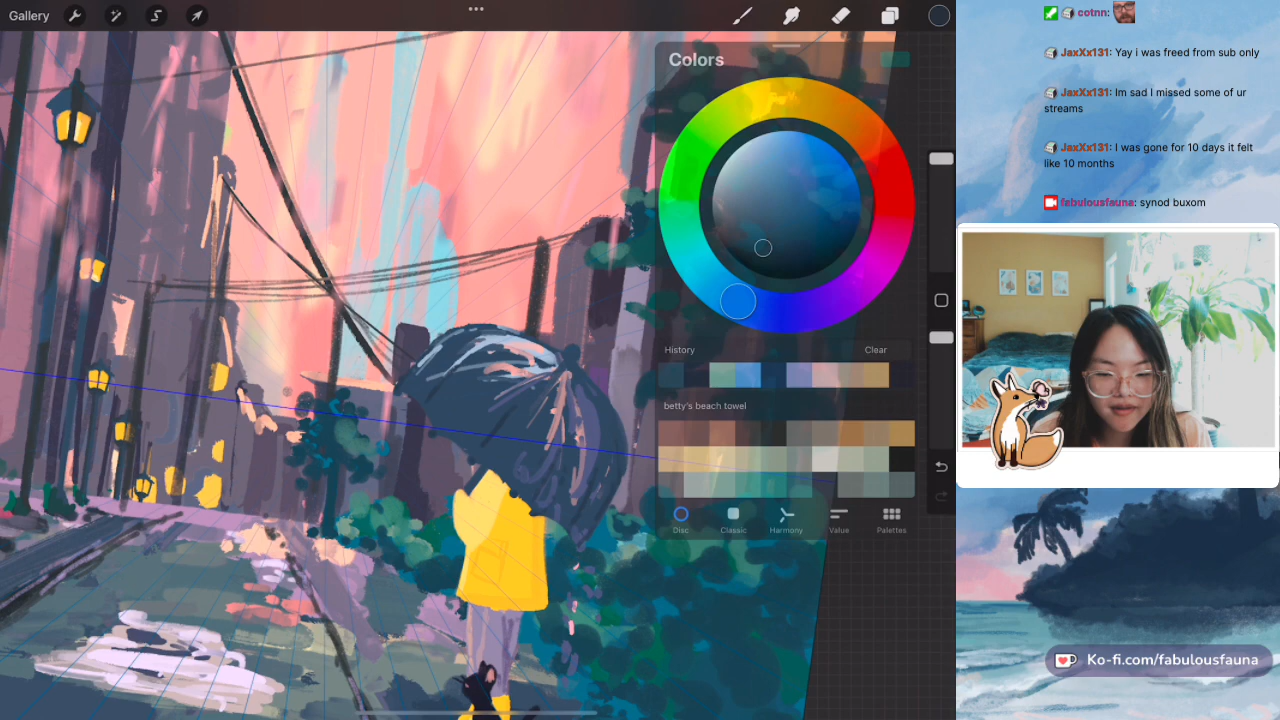 Gallery
Colors
History
Clear
betty's beach towel
Disc
Classic
Harmony
Value
Palettes
cotnn:
JaxXx131: Yay i was freed from sub only
JaxXx131: Im sad I missed some of ur
streams
JaxXx131: I was gone for 10 days it felt
like 10 months
fabulousfauna: synod buxom
Ko-fi.com/fabulousfauna